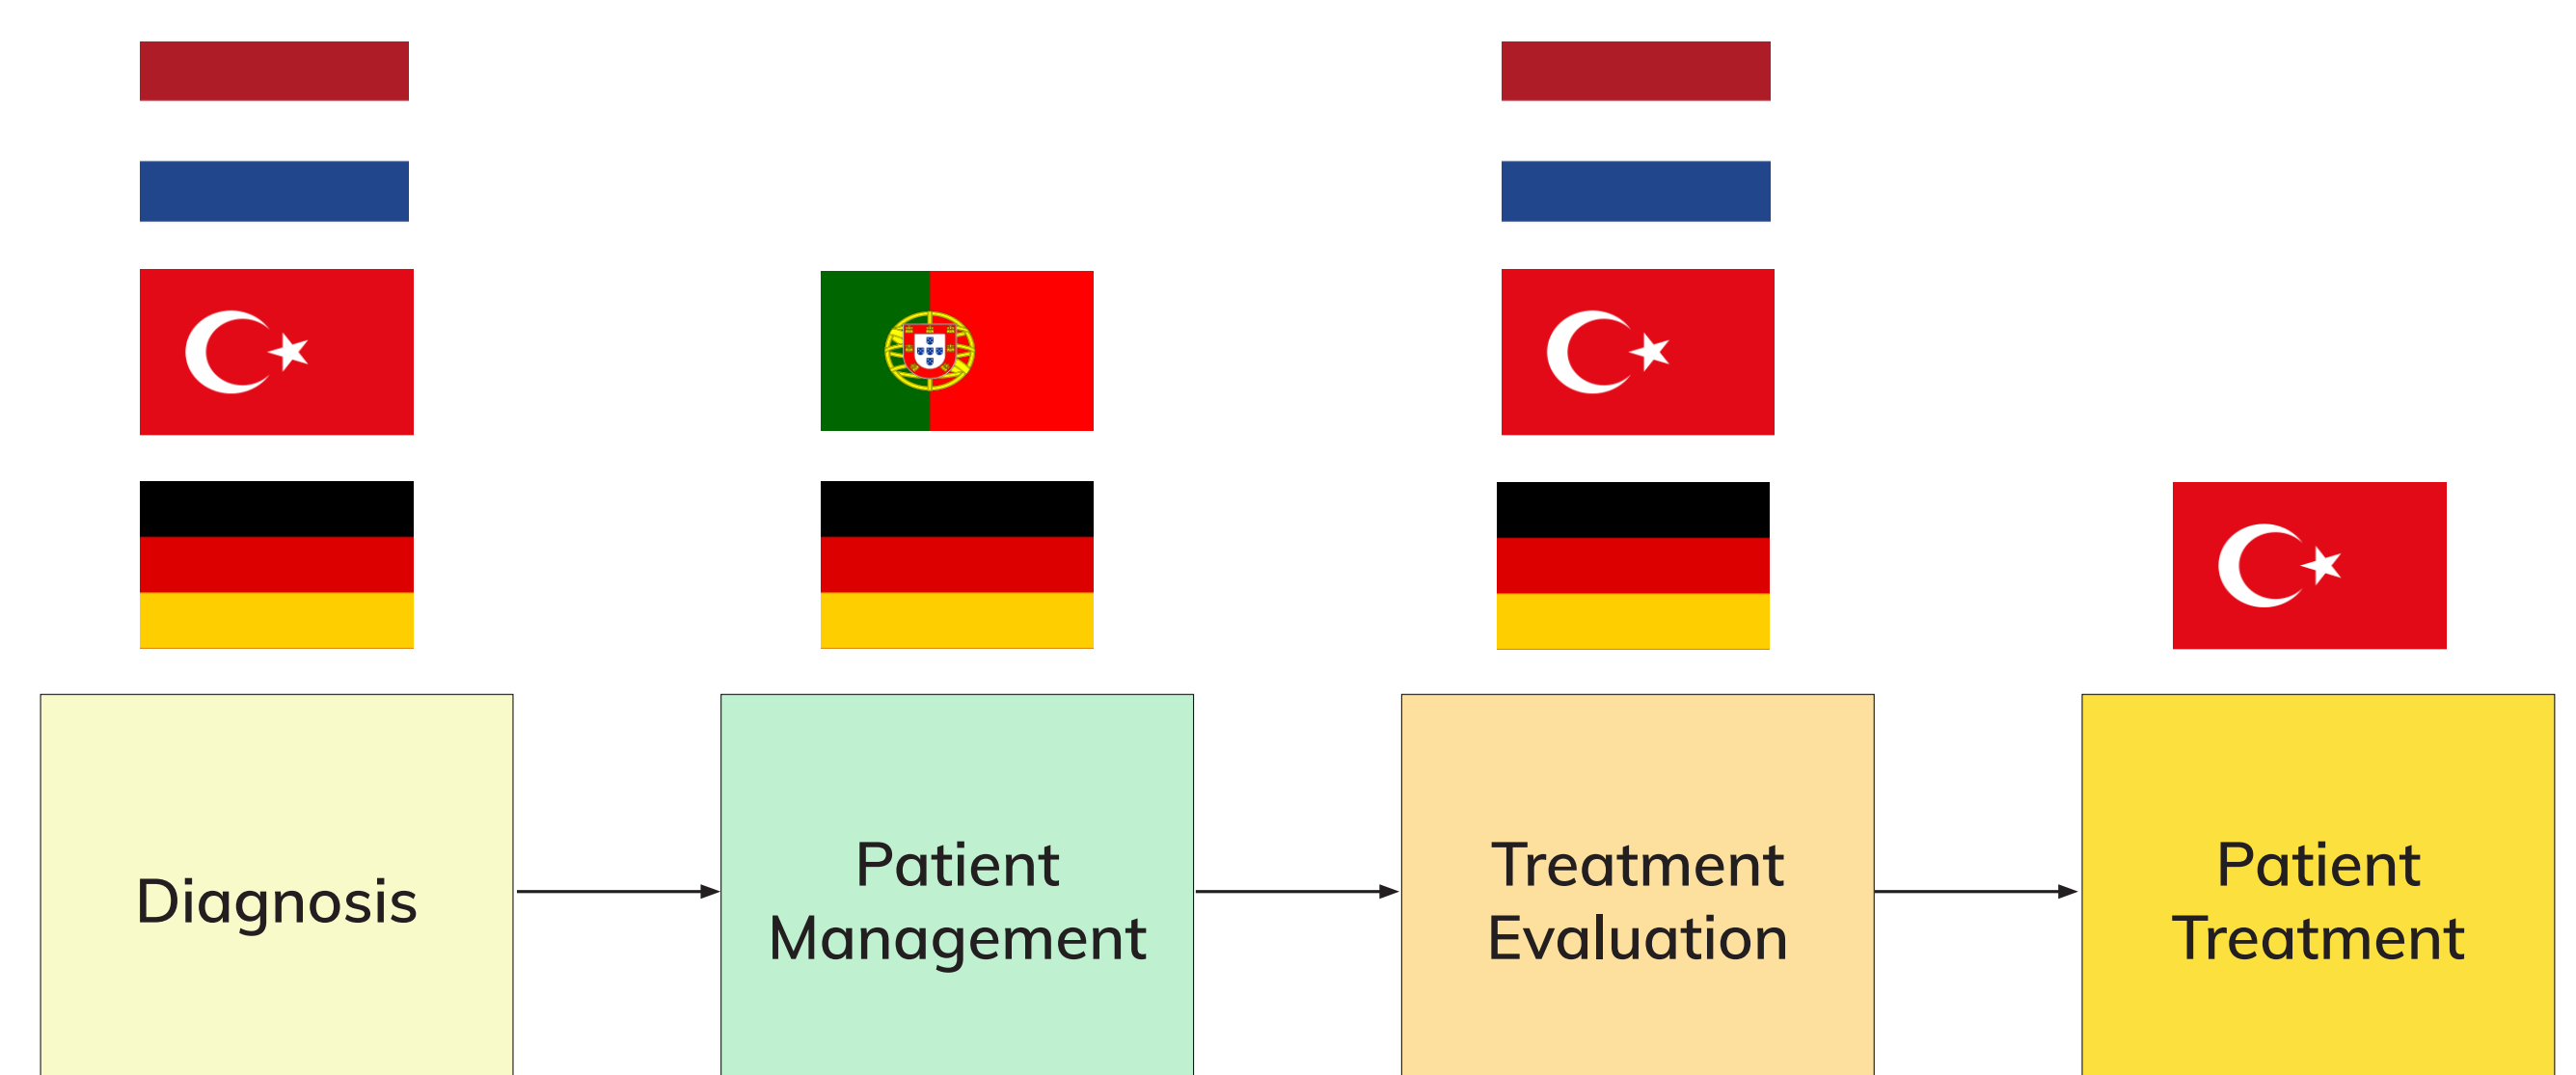 Diagnosis
Patient
Management
Treatment
Evaluation
Patient
Treatment